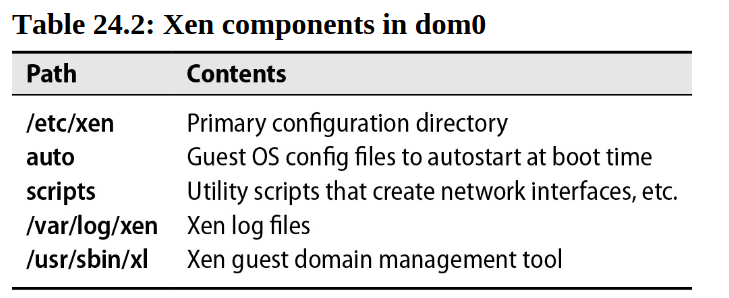 Table 24.2: Xen components in dom0
Path Contents
/etc/xen Primary configuration directory
auto Guest OS config files to autostart at boot time
scripts Utility scripts that create network interfaces, etc.
/var/log/xen Xen log files
/usr/sbin/xl Xen guest domain management tool